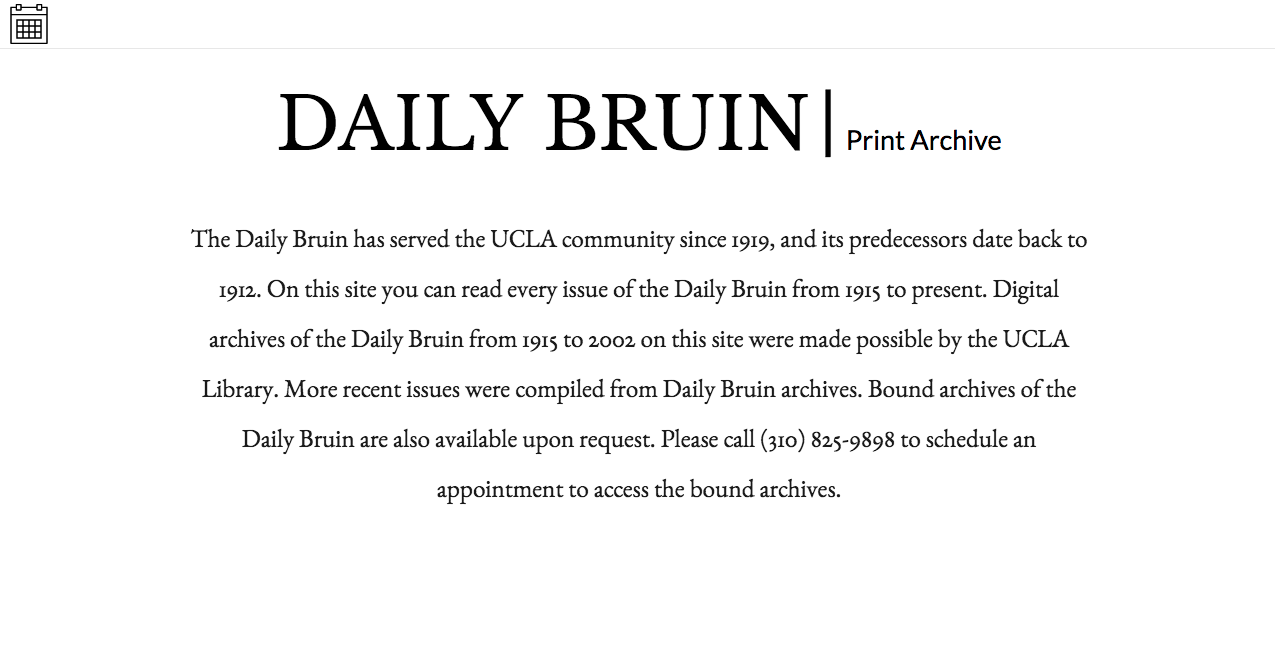 DAILY BRUIN | Print Archive
The Daily Bruin has served the UCLA community since 1919, and its predecessors date back to
1912. On this site you can read every issue of the Daily Bruin from 1915 to present. Digital
archives of the Daily Bruin from 1915 to 2002 on this site were made possible by the UCLA
Library. More recent issues were compiled from Daily Bruin archives. Bound archives of the
Daily Bruin are also available upon request. Please call (310) 825-9898 to schedule an
appointment to access the bound archives.